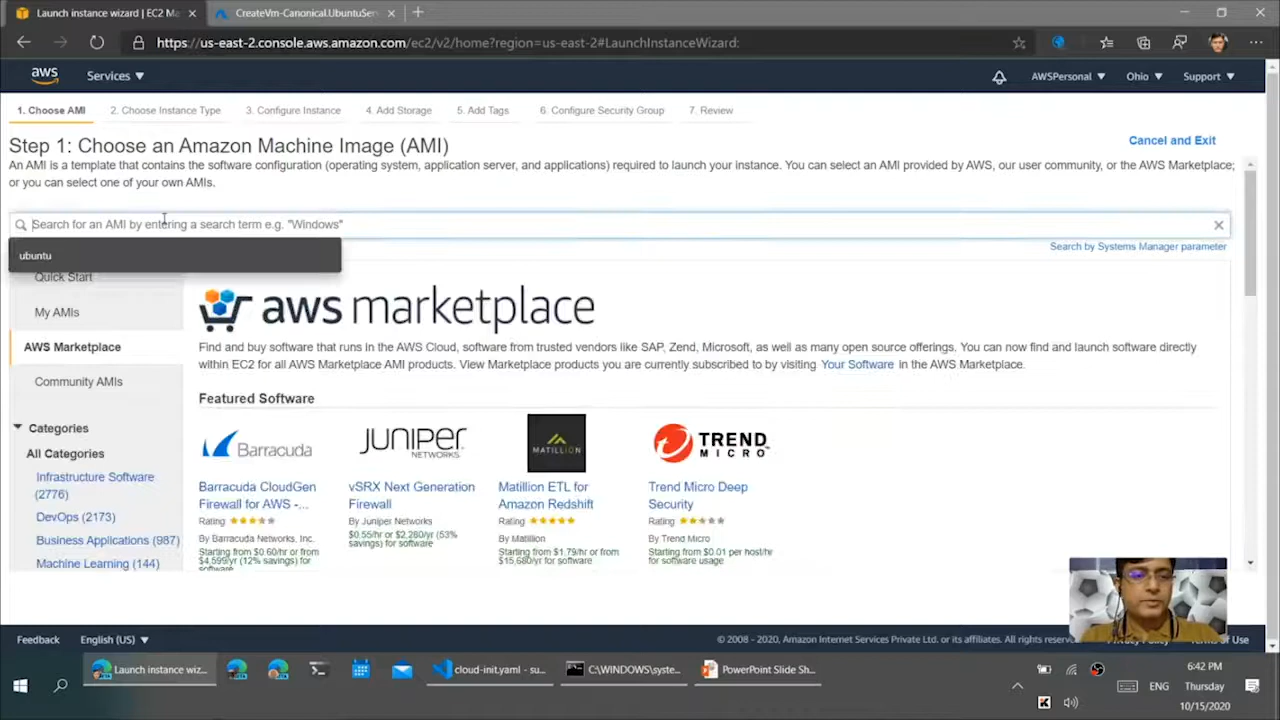 Launch instance wizard | EC2 Ma
CreateVm-Canonical.UbuntuSer
https://us-east-2.console.aws.amazon.com/ec2/v2/home?region=us-east-2#LaunchInstanceWizard:
aws
Services
AWSPersonal
Ohio
Support
1. Choose AMI
2. Choose Instance Type
3. Configure Instance
4. Add Storage
5. Add Tags
6. Configure Security Group
7. Review
Step 1: Choose an Amazon Machine Image (AMI)
Cancel and Exit
An AMI is a template that contains the software configuration (operating system, application server, and applications) required to launch your instance. You can select an AMI provided by AWS, our user community, or the AWS Marketplace;
or you can select one of your own AMIs.
Search for an AMI by entering a search term e.g. "Windows"
Search by Systems Manager parameter
ubuntu
Quick Start
My AMIs
AWS Marketplace
Community AMIs
Categories
All Categories
Infrastructure Software
(2776)
DevOps (2173)
Business Applications (987)
Machine Learning (144)
aws marketplace
Find and buy software that runs in the AWS Cloud, software from trusted vendors like SAP, Zend, Microsoft, as well as many open source offerings. You can now find and launch software directly
within EC2 for all AWS Marketplace AMI products. View Marketplace products you are currently subscribed to by visiting Your Software in the AWS Marketplace.
Featured Software
Barracuda
Barracuda CloudGen
Firewall for AWS -...
Rating
By Barracuda Networks, Inc.
Starting from $0.60/hr or from
$4,599/yr (12% savings) for
software
JUNIPER
NETWORKS
vSRX Next Generation
Firewall
By Juniper Networks
$0.55/hr or $2,280/yr (53%
savings) for software
MATILLION
Matillion ETL for
Amazon Redshift
Rating
By Matillion
Starting from $1.79/hr or from
$15,680/yr for software
TREND
MICRO
Trend Micro Deep
Security
Rating
By Trend Micro
Starting from $0.01 per host/hr
for software usage
Feedback
English (US)
© 2008 - 2020, Amazon Internet Services Private Ltd. or its affiliates. All rights reserv
of Use
Launch instance wiz...
cloud-init.yaml - su...
C:\WINDOWS\syste...
PowerPoint Slide Sh...
ENG
6:42 PM
Thursday
10/15/2020